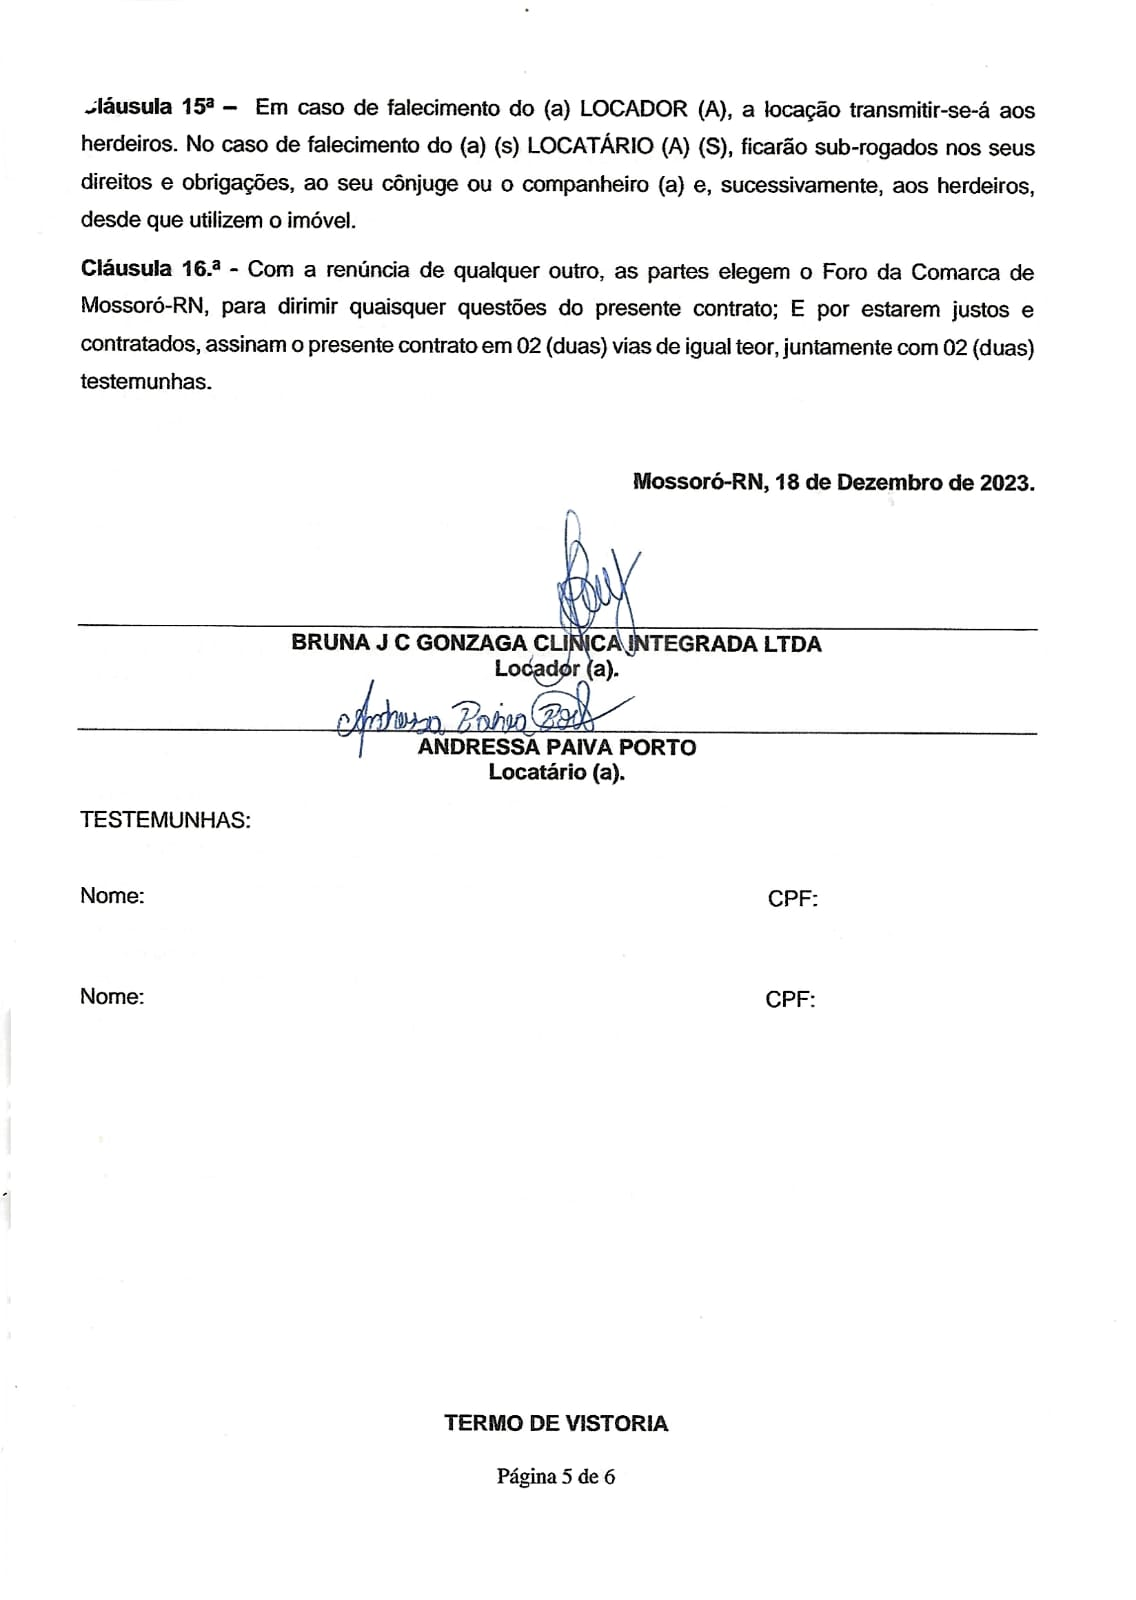 Cláusula 15ª – Em caso de falecimento do (a) LOCADOR (A), a locação transmitir-se-á aos
herdeiros. No caso de falecimento do (a) (s) LOCATÁRIO (A) (S), ficarão sub-rogados nos seus
direitos e obrigações, ao seu cônjuge ou o companheiro (a) e, sucessivamente, aos herdeiros,
desde que utilizem o imóvel.
Cláusula 16.ª - Com a renúncia de qualquer outro, as partes elegem o Foro da Comarca de
Mossoró-RN, para dirimir quaisquer questões do presente contrato; E por estarem justos e
contratados, assinam o presente contrato em 02 (duas) vias de igual teor, juntamente com 02 (duas)
testemunhas.
Mossoró-RN, 18 de Dezembro de 2023.
BRUNA J C GONZAGA CLINICA INTEGRADA LTDA
Locador (a).
Andressa Paiva Porto
ANDRESSA PAIVA PORTO
Locatário (a).
TESTEMUNHAS:
Nome: CPF:
Nome: CPF:
TERMO DE VISTORIA
Página 5 de 6